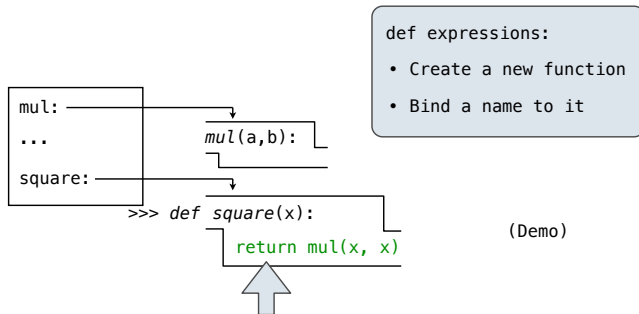 def expressions:
• Create a new function
• Bind a name to it
mul:
...
square:
mul(a,b):
>>> def square(x):
return mul(x, x)
(Demo)